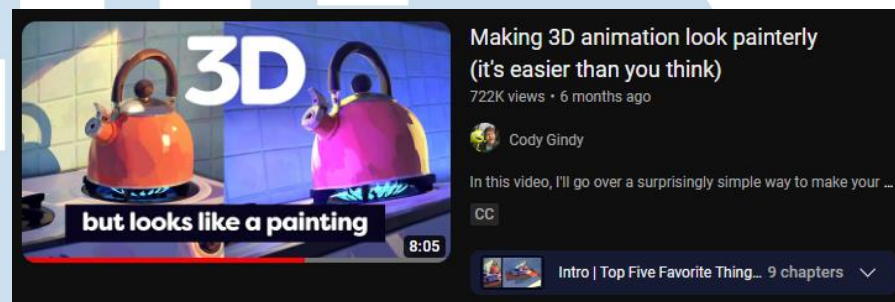 3D
but looks like a painting
8:05
Making 3D animation look painterly
(it's easier than you think)
722K views • 6 months ago
Cody Gindy
In this video, I'll go over a surprisingly simple way to make your ...
CC
Intro | Top Five Favorite Thing... 9 chapters